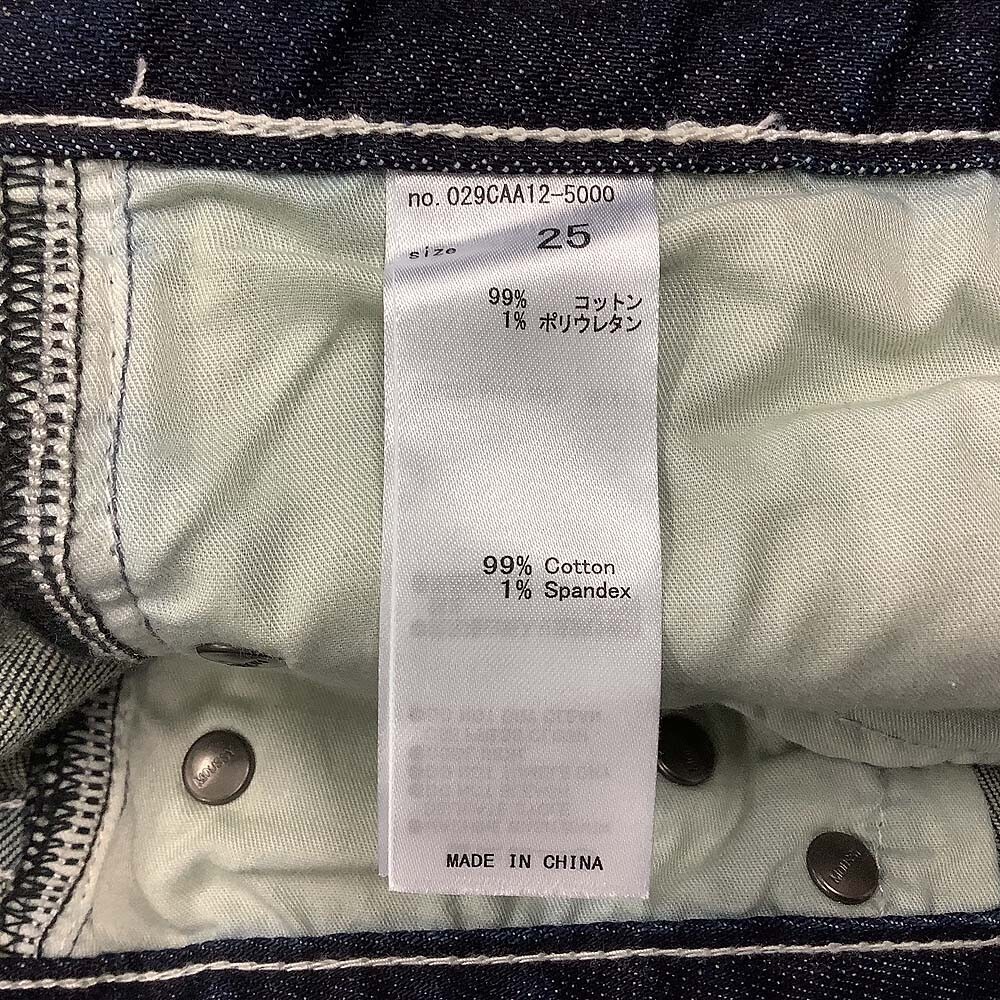 no. 029CAA12-5000
size 25
99% コットン
1% ポリウレタン
99% Cotton
1% Spandex
MOUSSY
MADE IN CHINA